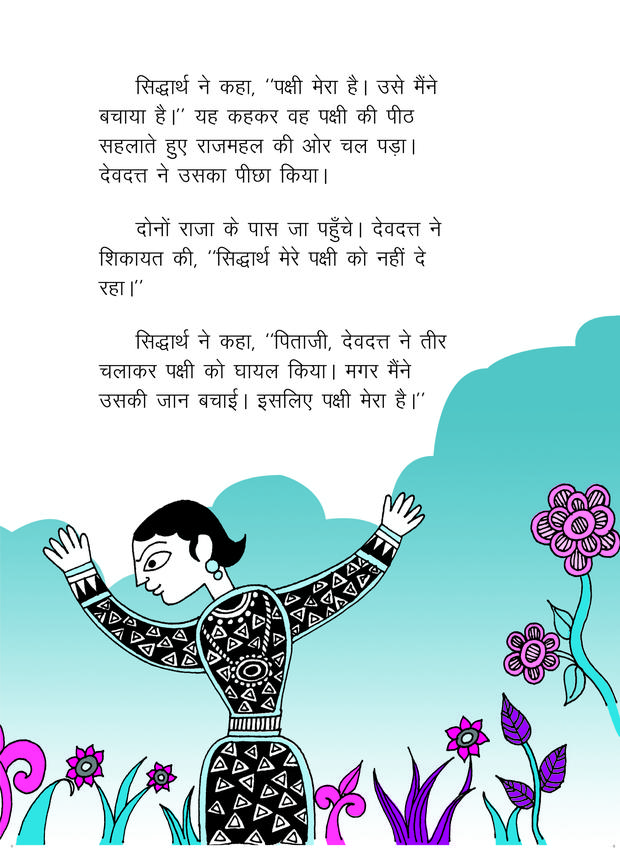 सिद्धार्थ ने कहा, ‘‘पक्षी मेरा है। उसे मैंने
बचाया है।’’ यह कहकर वह पक्षी की पीठ
सहलाते हुए राजमहल की ओर चल पड़ा।
देवदत्त ने उसका पीछा किया।
दोनों राजा के पास जा पहुँचे। देवदत्त ने
शिकायत की, ‘‘सिद्धार्थ मेरे पक्षी को नहीं दे
रहा।’’
सिद्धार्थ ने कहा, ‘‘पिताजी, देवदत्त ने तीर
चलाकर पक्षी को घायल किया। मगर मैंने
उसकी जान बचाई। इसलिए पक्षी मेरा है।’’